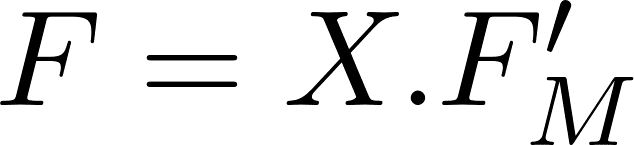 F = X.F′_M